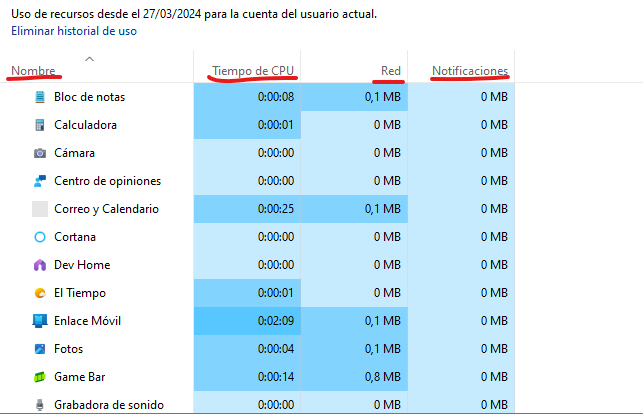 Uso de recursos desde el 27/03/2024 para la cuenta del usuario actual.
Eliminar historial de uso
Nombre Tiempo de CPU Red Notificaciones
Bloc de notas 0:00:08 0,1 MB 0 MB
Calculadora 0:00:01 0 MB 0 MB
Cámara 0:00:00 0 MB 0 MB
Centro de opiniones 0:00:00 0 MB 0 MB
Correo y Calendario 0:00:25 0,1 MB 0 MB
Cortana 0:00:00 0 MB 0 MB
Dev Home 0:00:00 0 MB 0 MB
El Tiempo 0:00:01 0 MB 0 MB
Enlace Móvil 0:02:09 0,1 MB 0 MB
Fotos 0:00:04 0,1 MB 0 MB
Game Bar 0:00:14 0,8 MB 0 MB
Grabadora de sonido 0:00:00 0 MB 0 MB